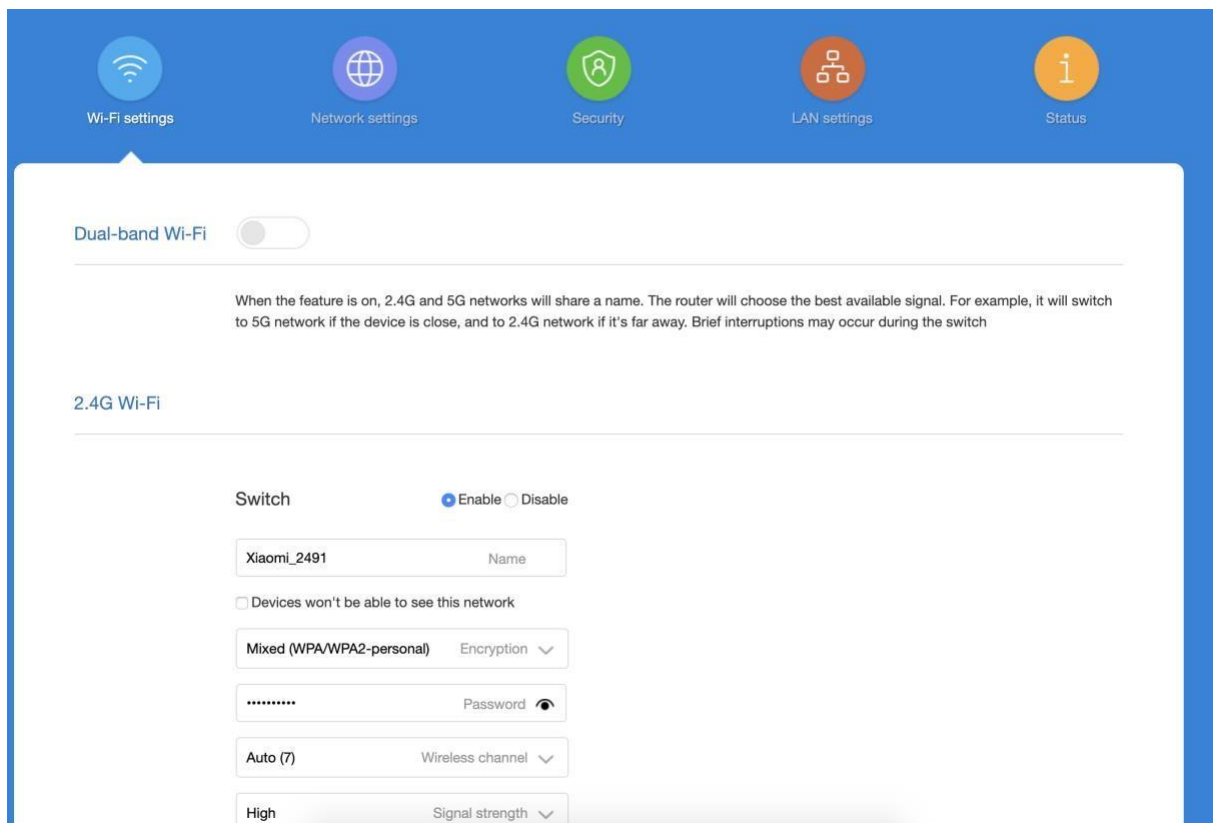 Wi-Fi settings
Network settings
Security
LAN settings
Status
Dual-band Wi-Fi
When the feature is on, 2.4G and 5G networks will share a name. The router will choose the best available signal. For example, it will switch
to 5G network if the device is close, and to 2.4G network if it's far away. Brief interruptions may occur during the switch
2.4G Wi-Fi
Switch Enable Disable
Xiaomi_2491 Name
Devices won't be able to see this network
Mixed (WPA/WPA2-personal) Encryption
•••••••••• Password
Auto (7) Wireless channel
High Signal strength